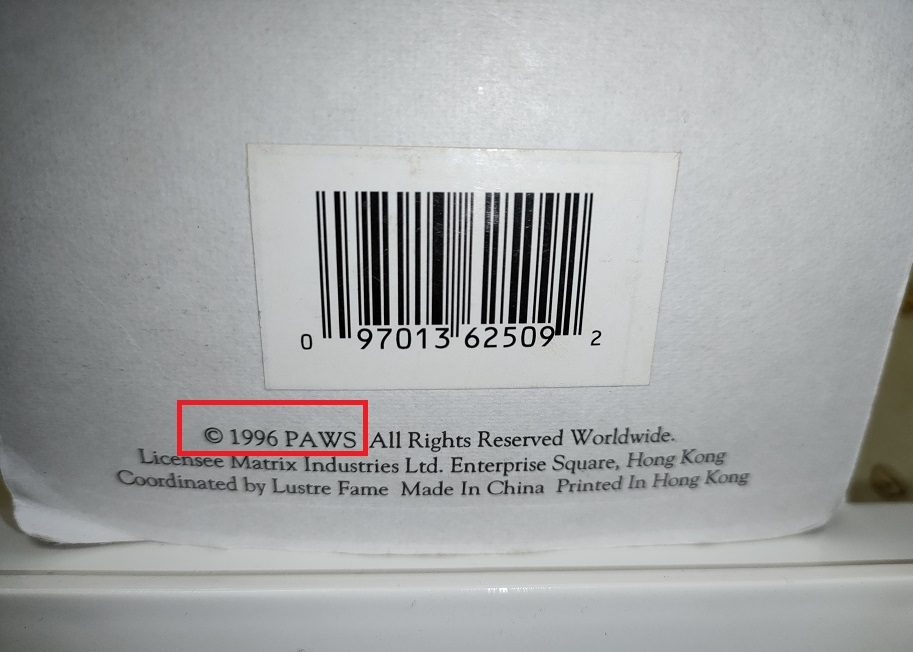 0 97013 62509 2
© 1996 PAWS All Rights Reserved Worldwide.
Licensee Matrix Industries Ltd. Enterprise Square, Hong Kong
Coordinated by Lustre Fame Made In China Printed In Hong Kong